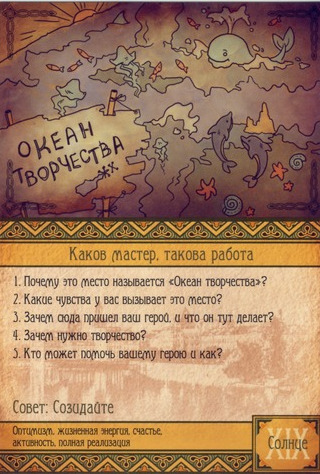 ОКЕАН
ТВОРЧЕСТВА
Каков мастер, такова работа
1. Почему это место называется «Океан творчества»?
2. Какие чувства у вас вызывает это место?
3. Зачем сюда пришел ваш герой, и что он тут делает?
4. Зачем нужно творчество?
5. Кто может помочь вашему герою и как?
Совет: Созидайте
Оптимизм, жизненная энергия, счастье,
активность, полная реализация
XIX
Солнце